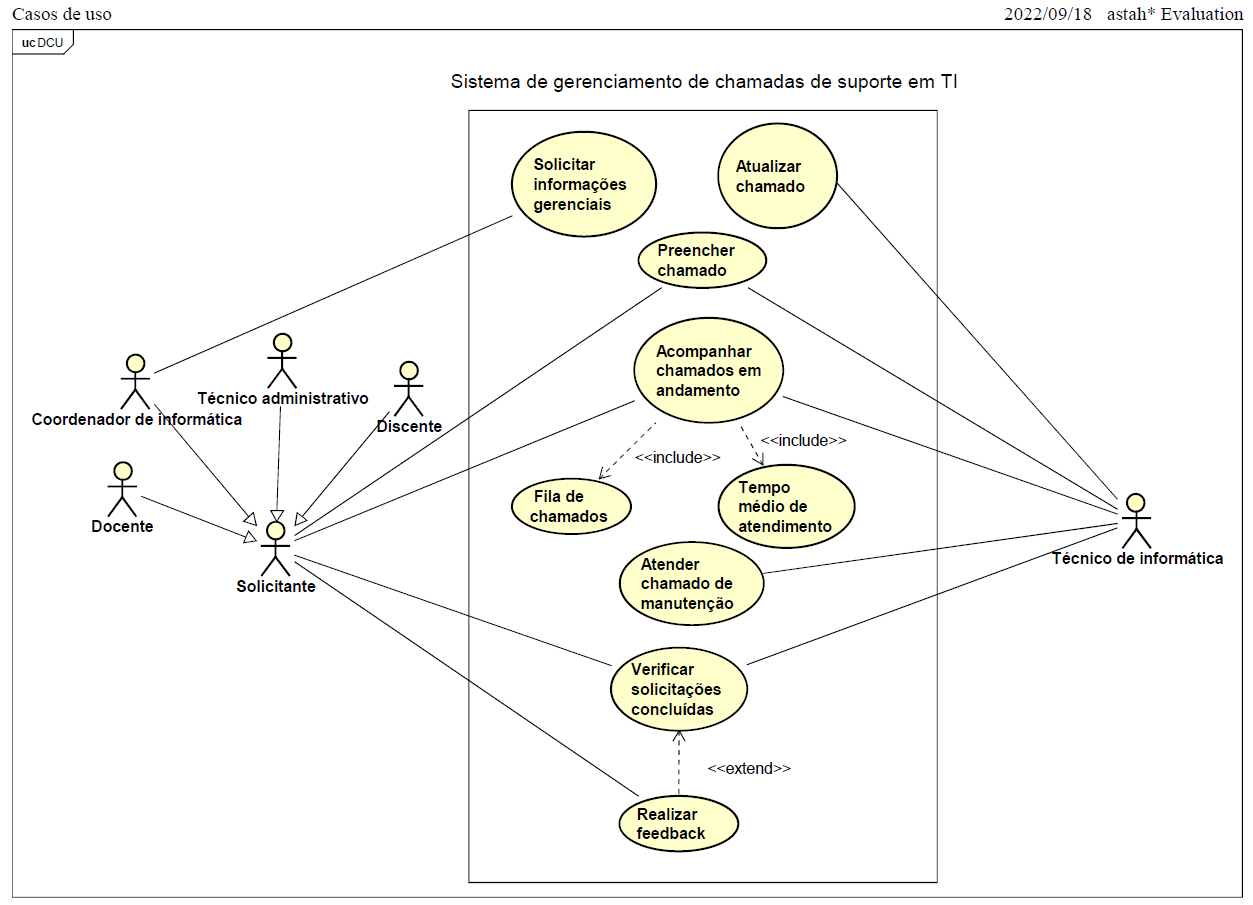 Casos de uso
2022/09/18 astah* Evaluation
uc DCU
Sistema de gerenciamento de chamadas de suporte em TI
Solicitar
informações
gerenciais
Atualizar
chamado
Preencher
chamado
Acompanhar
chamados em
andamento
Técnico administrativo
Coordenador de informática
Discente
<<include>>
<<include>>
Fila de
chamados
Tempo
médio de
atendimento
Docente
Solicitante
Técnico de informática
Atender
chamado de
manutenção
Verificar
solicitações
concluídas
<<extend>>
Realizar
feedback